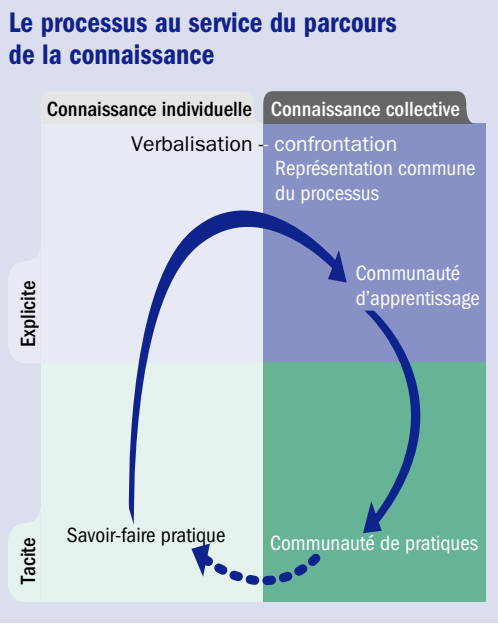 Le processus au service du parcours
de la connaissance
Connaissance individuelle
Connaissance collective
Verbalisation - confrontation
Représentation commune
du processus
Explicite
Communauté
d'apprentissage
Tacite
Savoir-faire pratique
Communauté de pratiques